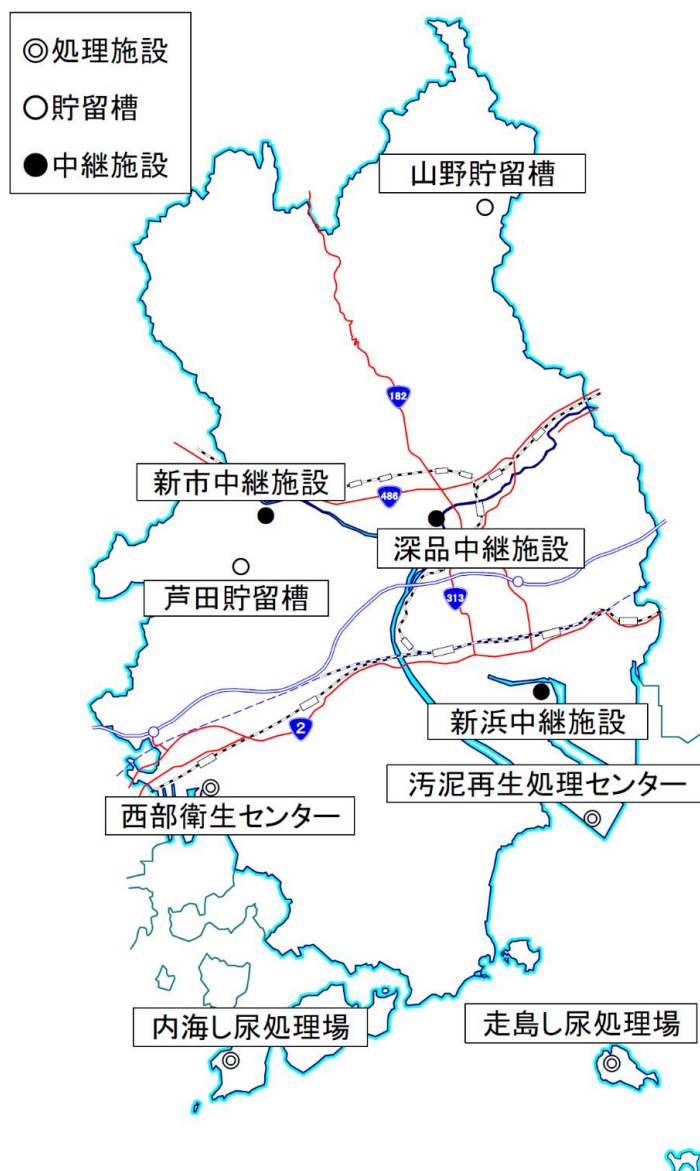 ◎処理施設
○貯留槽
●中継施設
山野貯留槽
182
新市中継施設
486
深品中継施設
芦田貯留槽
313
新浜中継施設
2
汚泥再生処理センター
西部衛生センター
内海し尿処理場
走島し尿処理場